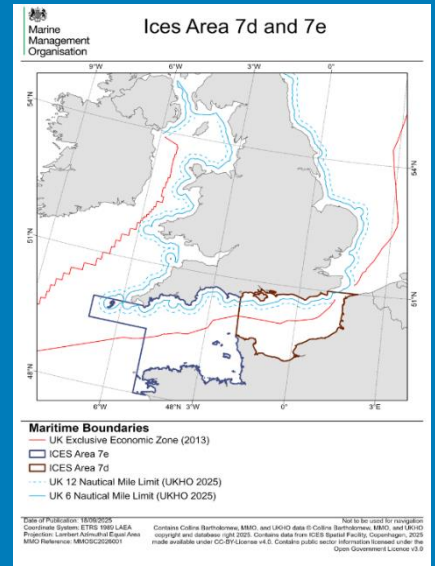 Marine
Management
Organisation
Ices Area 7d and 7e
9°W
6°W
3°W
0°
54°N
54°N
51°N
51°N
48°N
6°W
48°N
3°W
0°
3°E
Maritime Boundaries
UK Exclusive Economic Zone (2013)
ICES Area 7e
ICES Area 7d
UK 12 Nautical Mile Limit (UKHO 2025)
UK 6 Nautical Mile Limit (UKHO 2025)
Date of Publication: 18/09/2025
Coordinate System: ETRS 1989 LAEA
Projection: Lambert Azimuthal Equal Area
MMO Reference: MMOSC2026001
Not to be used for navigation
Contains Collins Bartholomew, MMO, and UKHO data © Collins Bartholomew, MMO, and UKHO
copyright and database right 2025. Contains data from ICES Spatial Facility, Copenhagen, 2025
made available under CC-BY-License v4.0. Contains public sector information licensed under the
Open Government Licence v3.0